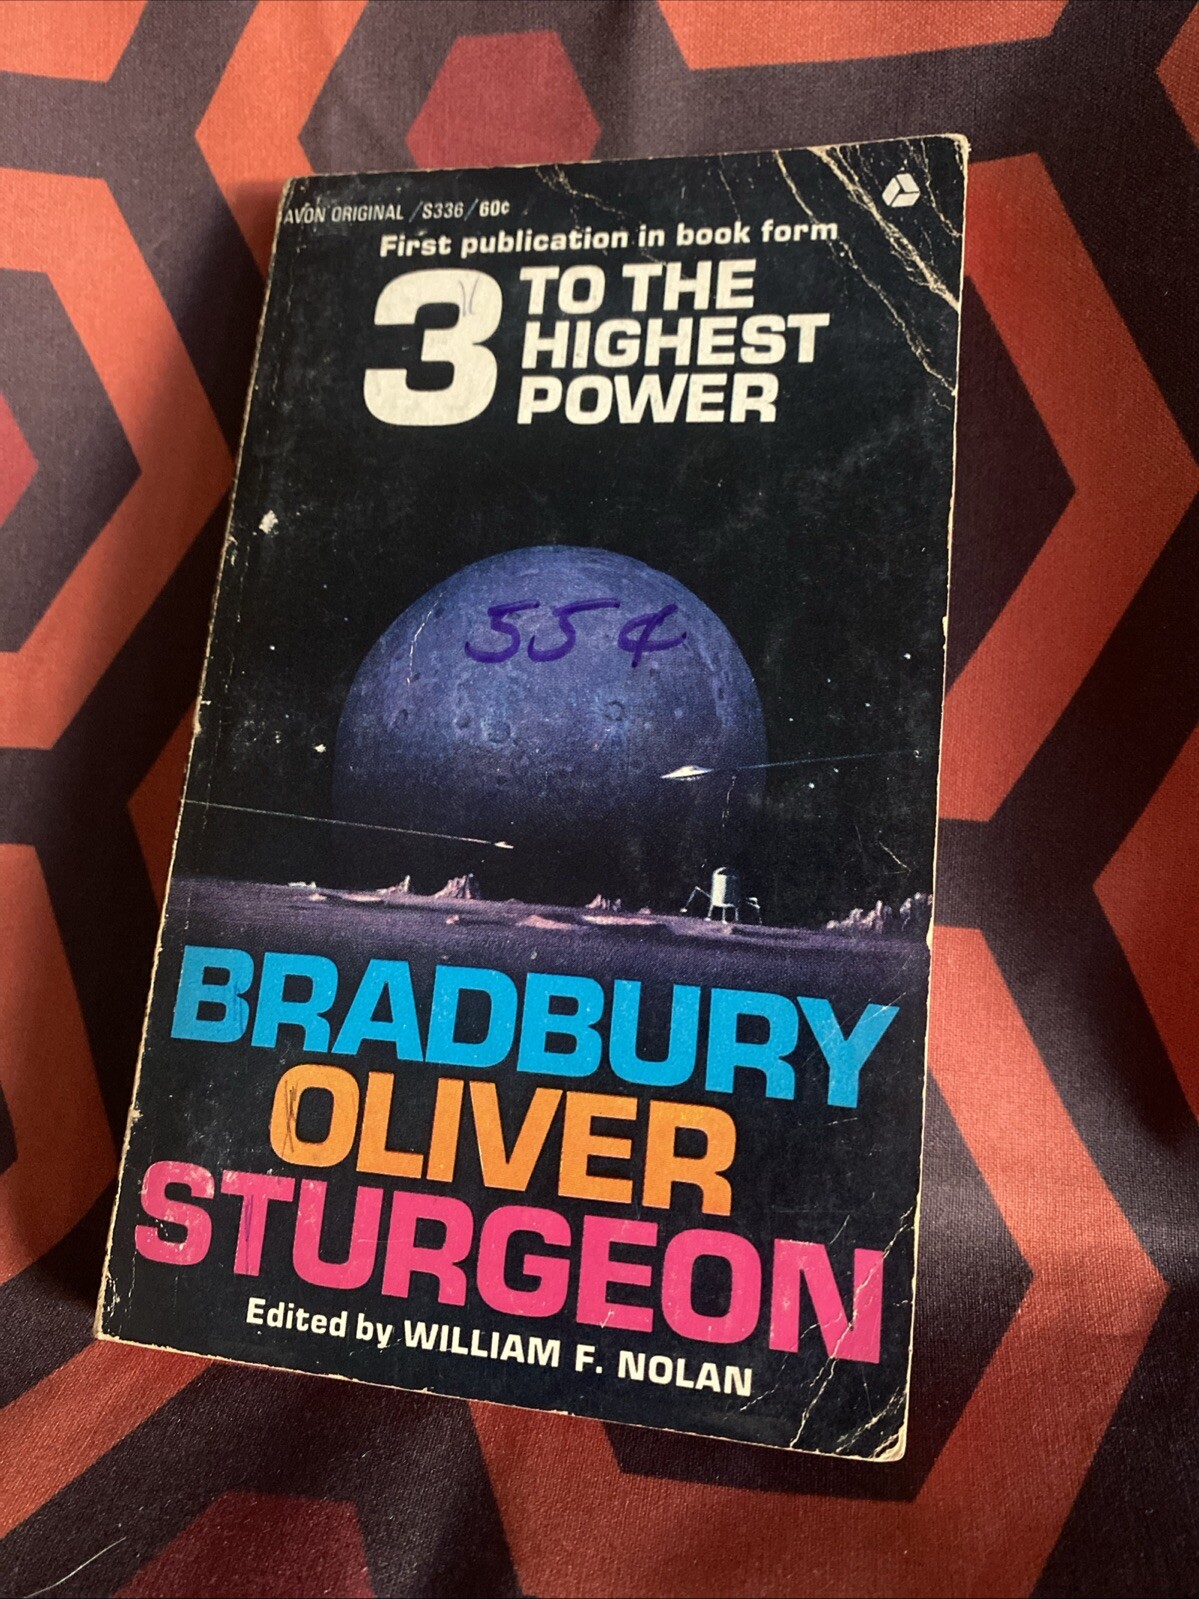 AVON ORIGINAL / S336 / 60¢
First publication in book form
3 TO THE
HIGHEST
POWER
55¢
BRADBURY
OLIVER
STURGEON
Edited by WILLIAM F. NOLAN